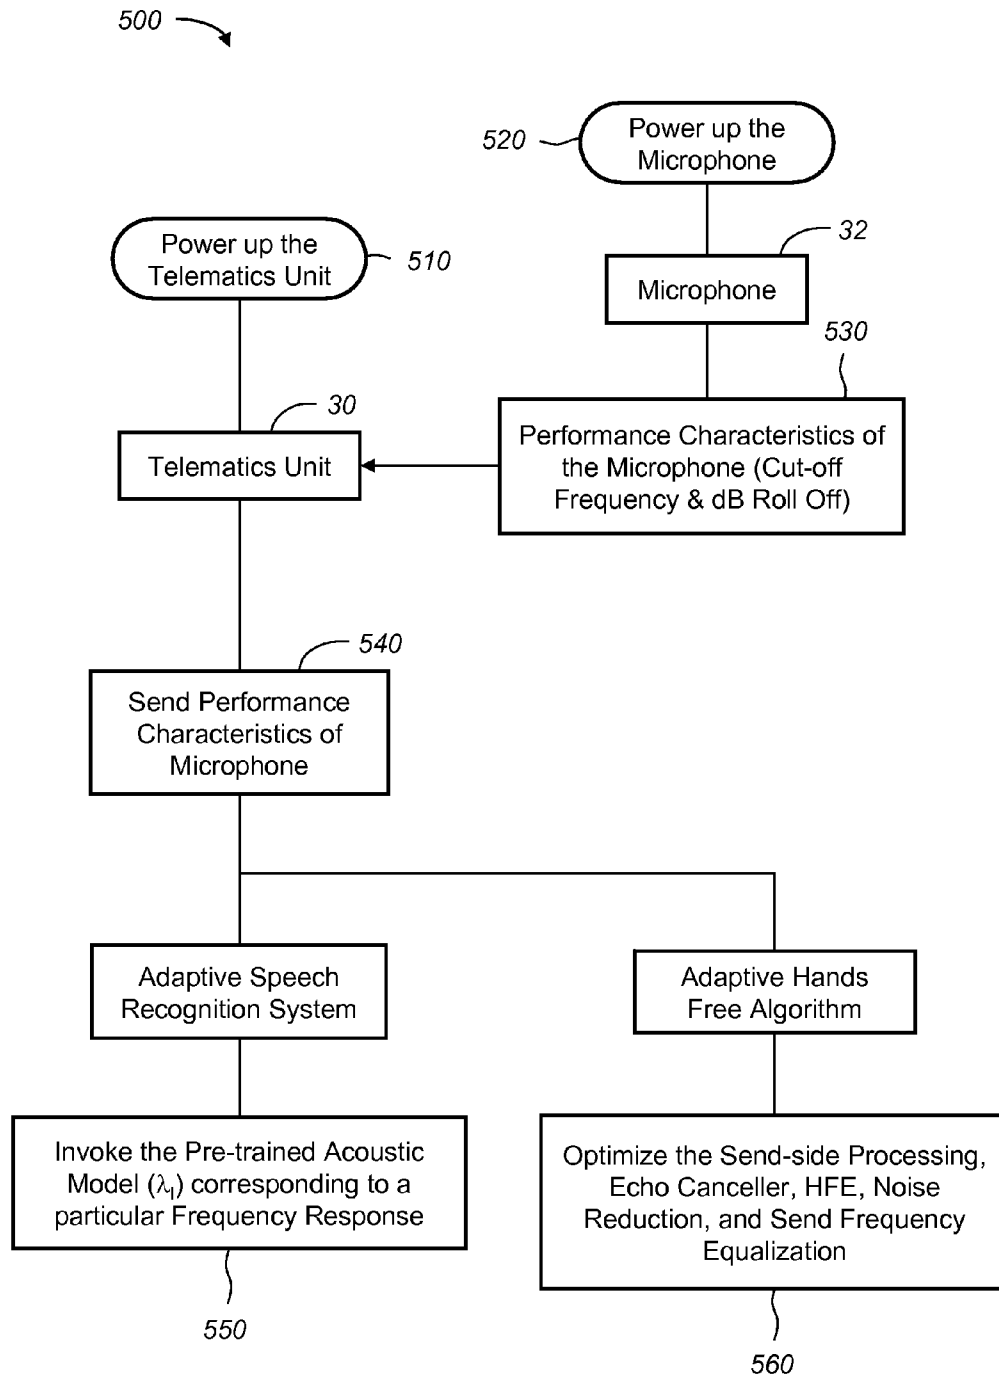 500
520
Power up the
Microphone
Power up the
Telematics Unit
510
32
Microphone
530
30
Telematics Unit
Performance Characteristics of
the Microphone (Cut-off
Frequency & dB Roll Off)
540
Send Performance
Characteristics of
Microphone
Adaptive Speech
Recognition System
Adaptive Hands
Free Algorithm
Invoke the Pre-trained Acoustic
Model (λI) corresponding to a
particular Frequency Response
Optimize the Send-side Processing,
Echo Canceller, HFE, Noise
Reduction, and Send Frequency
Equalization
550
560